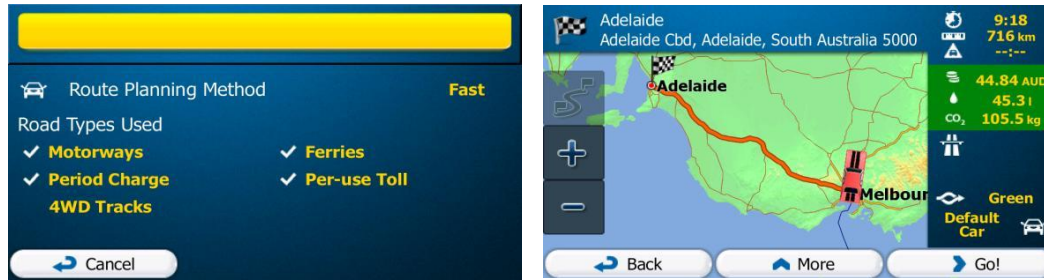 Route Planning Method Fast
Road Types Used
Motorways Ferries
Period Charge Per-use Toll
4WD Tracks
Cancel
Adelaide
Adelaide Cbd, Adelaide, South Australia 5000
9:18
716 km
--:--
44.84 AUD
45.3 l
CO₂ 105.5 kg
Adelaide
Melbour
Green
Default
Car
Back More Go!